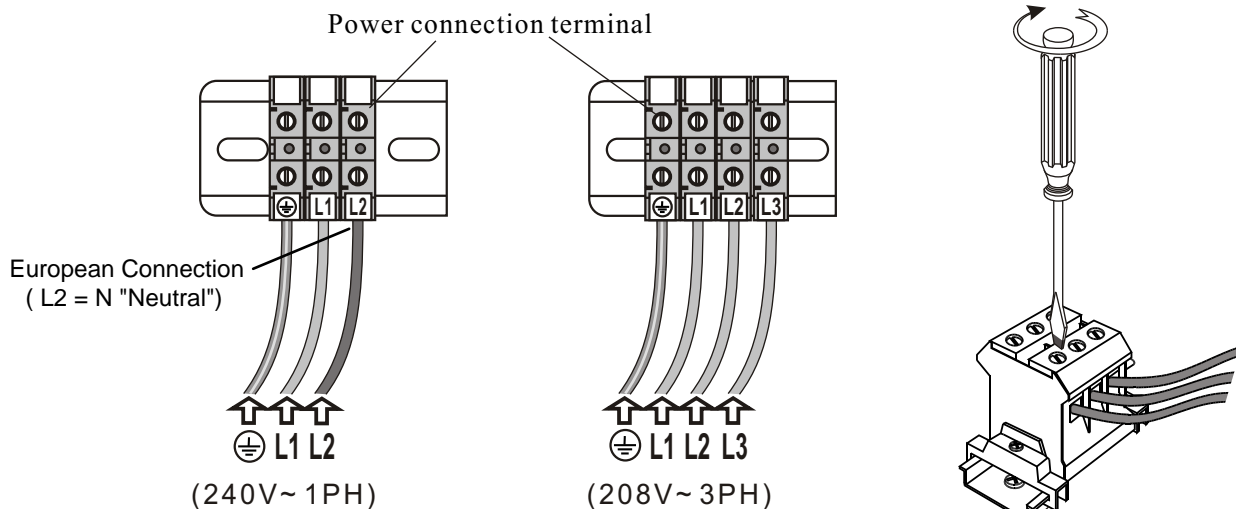 Power connection terminal
L1 L2
L1 L2 L3
European Connection
( L2 = N "Neutral")
L1 L2
L1 L2 L3
(240V~ 1PH)
(208V~ 3PH)